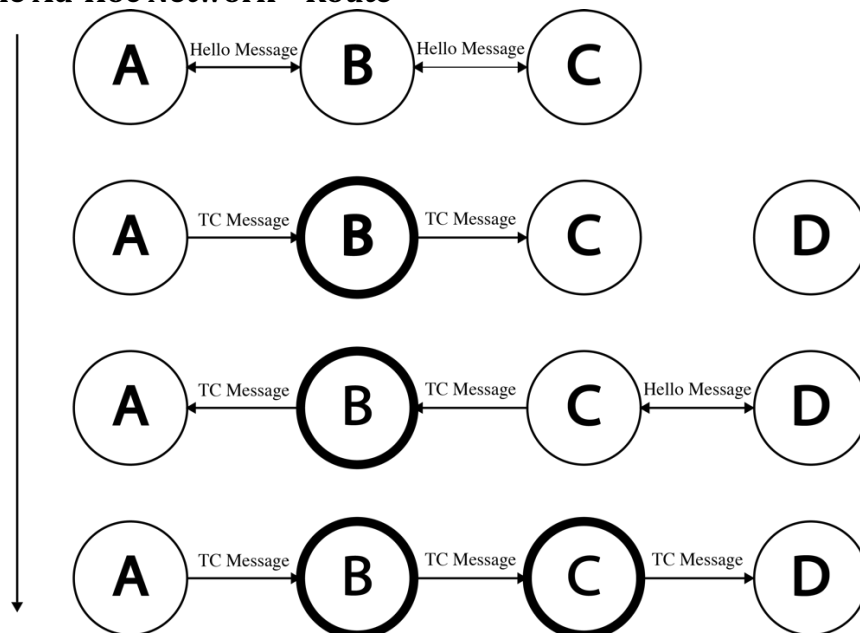 Hello Message Hello Message
A B C
TC Message TC Message
A B C D
TC Message TC Message Hello Message
A B C D
TC Message TC Message TC Message
A B C D